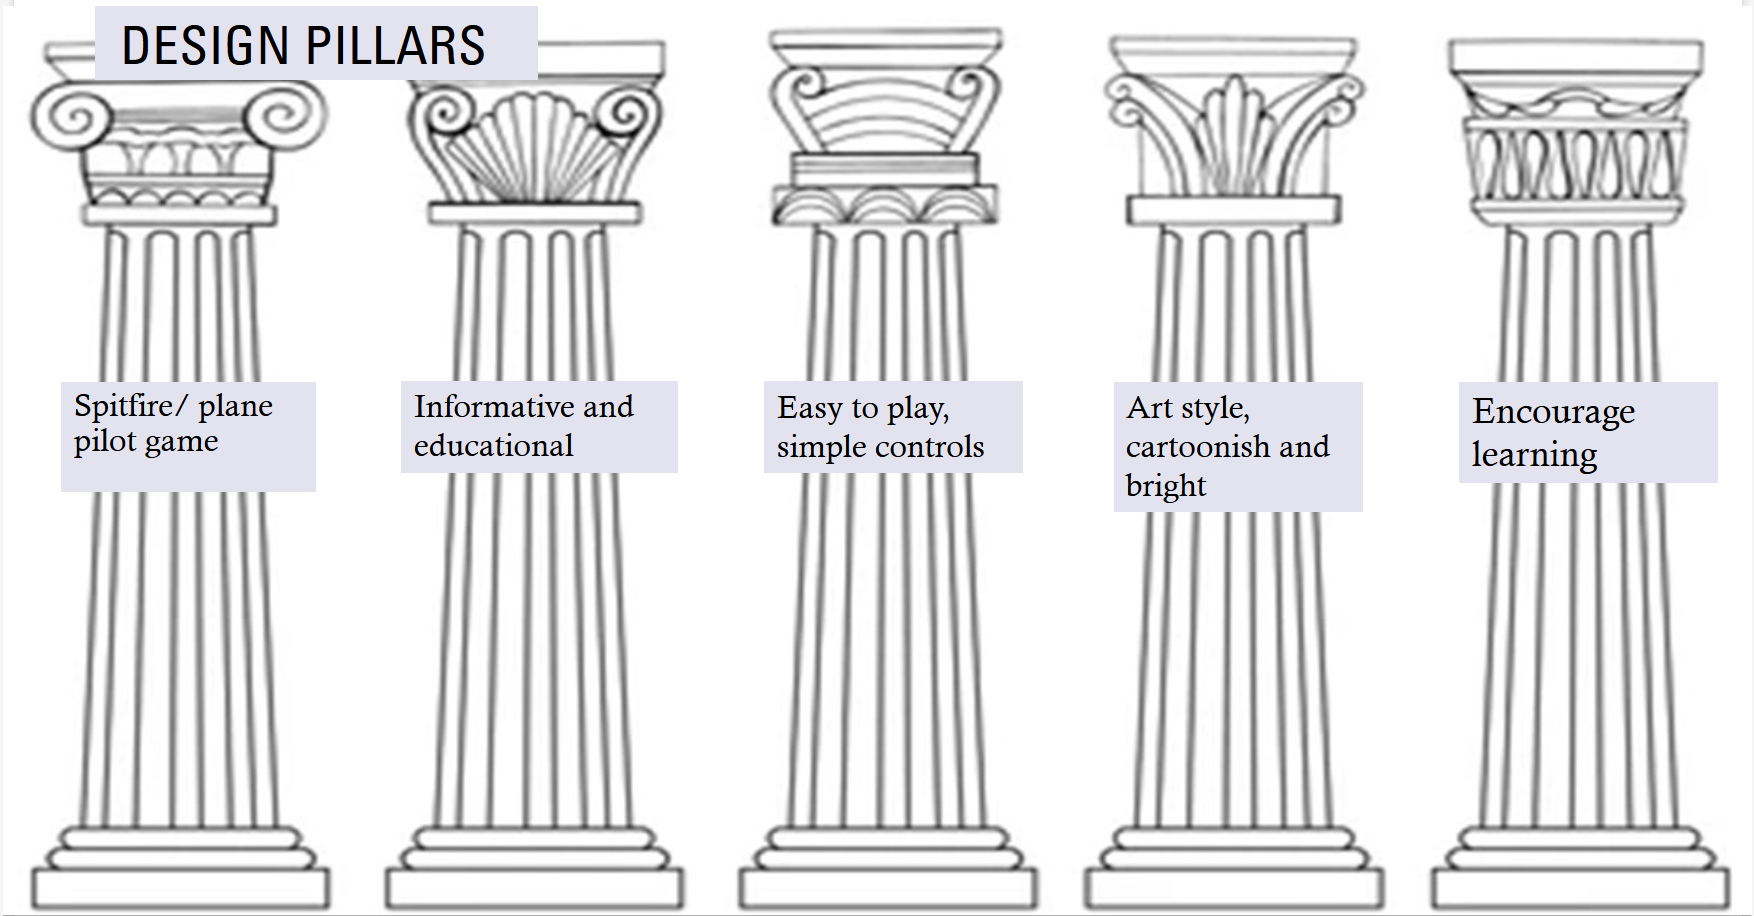 DESIGN PILLARS
Spitfire/ plane
pilot game
Informative and
educational
Easy to play,
simple controls
Art style,
cartoonish and
bright
Encourage
learning